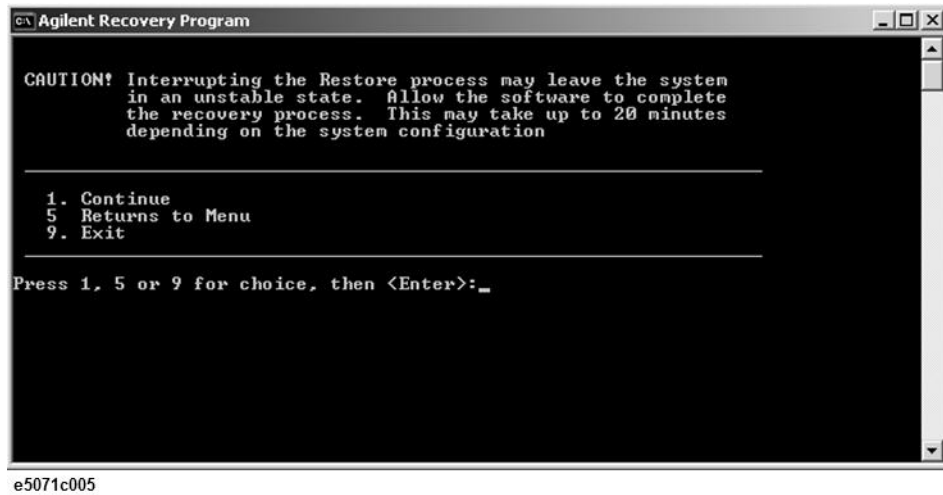 Agilent Recovery Program
CAUTION! Interrupting the Restore process may leave the system
in an unstable state. Allow the software to complete
the recovery process. This may take up to 20 minutes
depending on the system configuration
1. Continue
5 Returns to Menu
9. Exit
Press 1, 5 or 9 for choice, then <Enter>:_
e5071c005